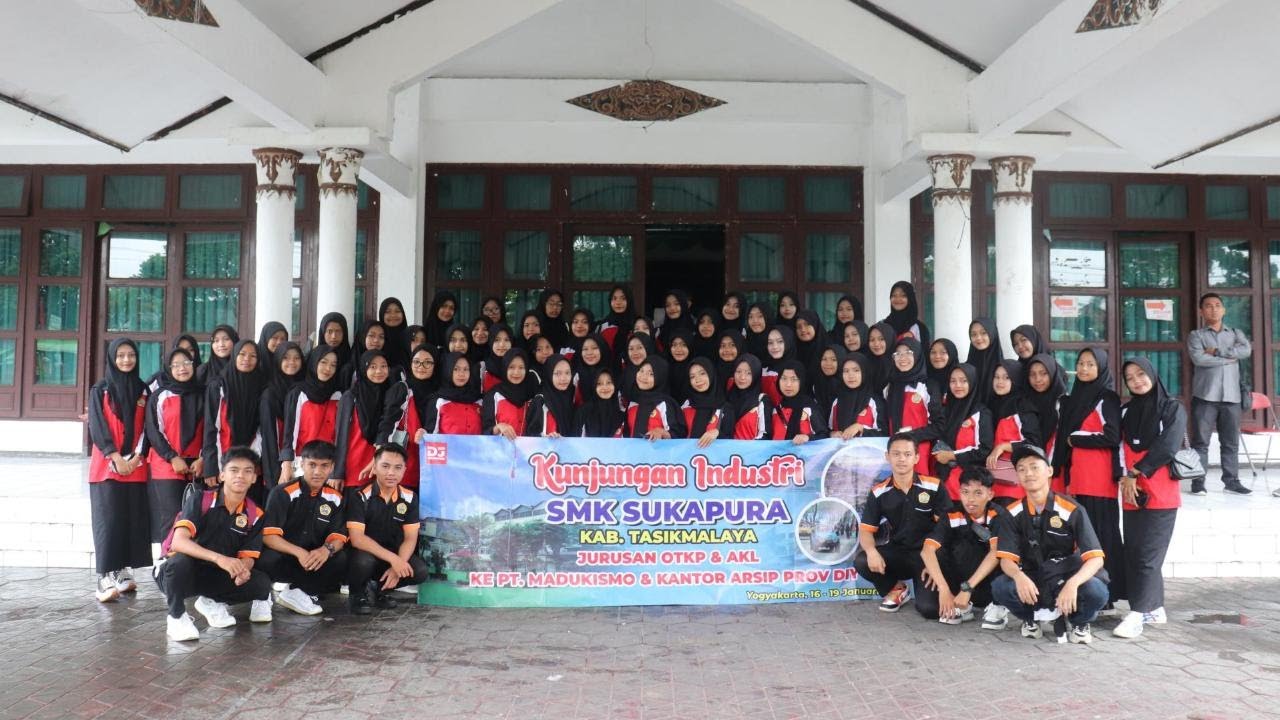 DJ
Kunjungan Industri
SMK SUKAPURA
KAB. TASIKMALAYA
JURUSAN OTKP & AKL
KE PT. MADUKISMO & KANTOR ARSIP PROV DIY
Yogyakarta, 16 - 19 Januar